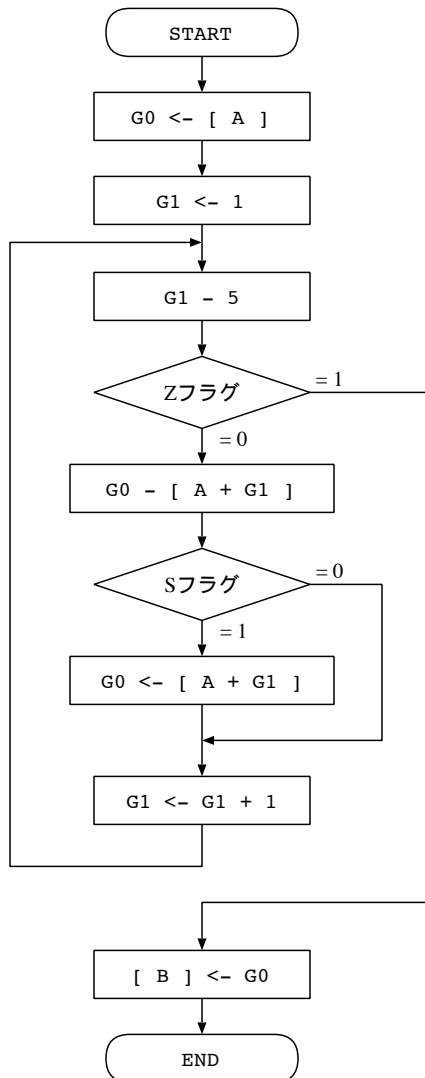 START
G0 <- [ A ]
G1 <- 1
G1 - 5
Zフラグ
= 1
= 0
G0 - [ A + G1 ]
Sフラグ
= 0
= 1
G0 <- [ A + G1 ]
G1 <- G1 + 1
[ B ] <- G0
END